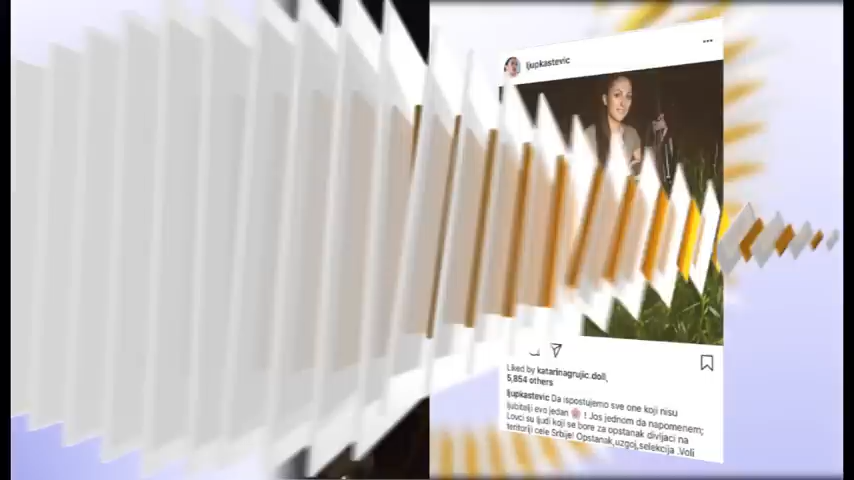 ljupkastevic
Liked by katarinagrujic.doll,
5,854 others
ljupkastevic Da ispostujemo sve one koji nisu
ljubitelji evo jedan 🌸 ! Jos jednom da napomenem;
Lovci su ljudi koji se bore za opstanak divljaci na
teritoriji cele Srbije! Opstanak,uzgoj,selekcija .Voli